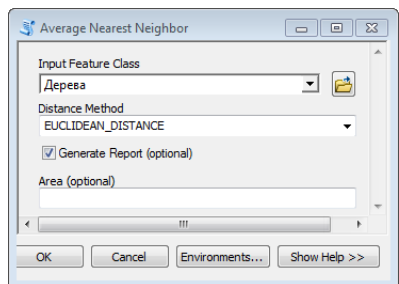 Average Nearest Neighbor
Input Feature Class
Дерева
Distance Method
EUCLIDEAN_DISTANCE
Generate Report (optional)
Area (optional)
OK Cancel Environments... Show Help >>